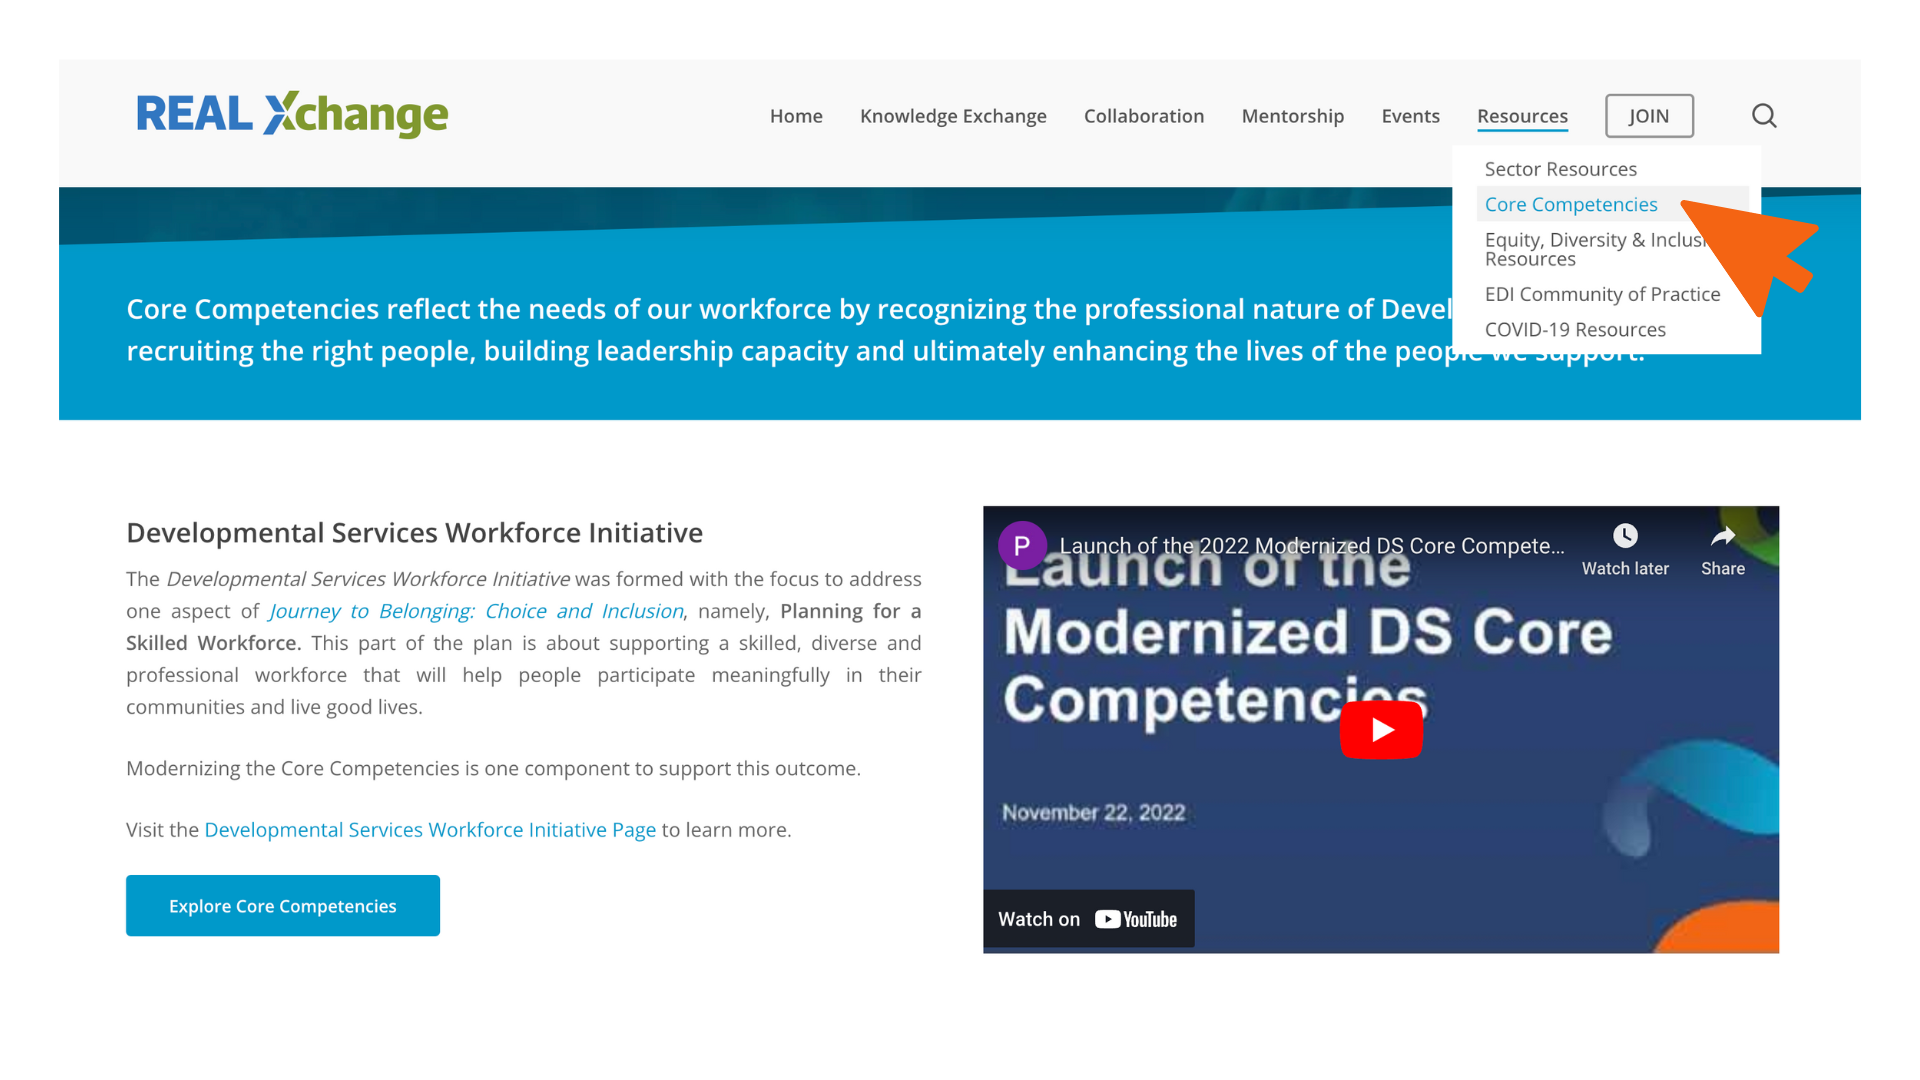 REAL Xchange
Home Knowledge Exchange Collaboration Mentorship Events Resources JOIN
Sector Resources
Core Competencies
Equity, Diversity &
Resources
EDI Community of Practice
COVID-19 Resources
Core Competencies reflect the needs of our workforce by recognizing the professional nature of
recruiting the right people, building leadership capacity and ultimately enhancing the lives of the people we support.
Developmental Services Workforce Initiative
The Developmental Services Workforce Initiative was formed with the focus to address
one aspect of Journey to Belonging: Choice and Inclusion, namely, Planning for a
Skilled Workforce. This part of the plan is about supporting a skilled, diverse and
professional workforce that will help people participate meaningfully in their
communities and live good lives.
Modernizing the Core Competencies is one component to support this outcome.
Visit the Developmental Services Workforce Initiative Page to learn more.
Explore Core Competencies
P Launch of the 2022 Modernized DS Core Compete...
Watch later Share
Launch of the
Modernized DS Core
Competencies
November 22, 2022
Watch on YouTube